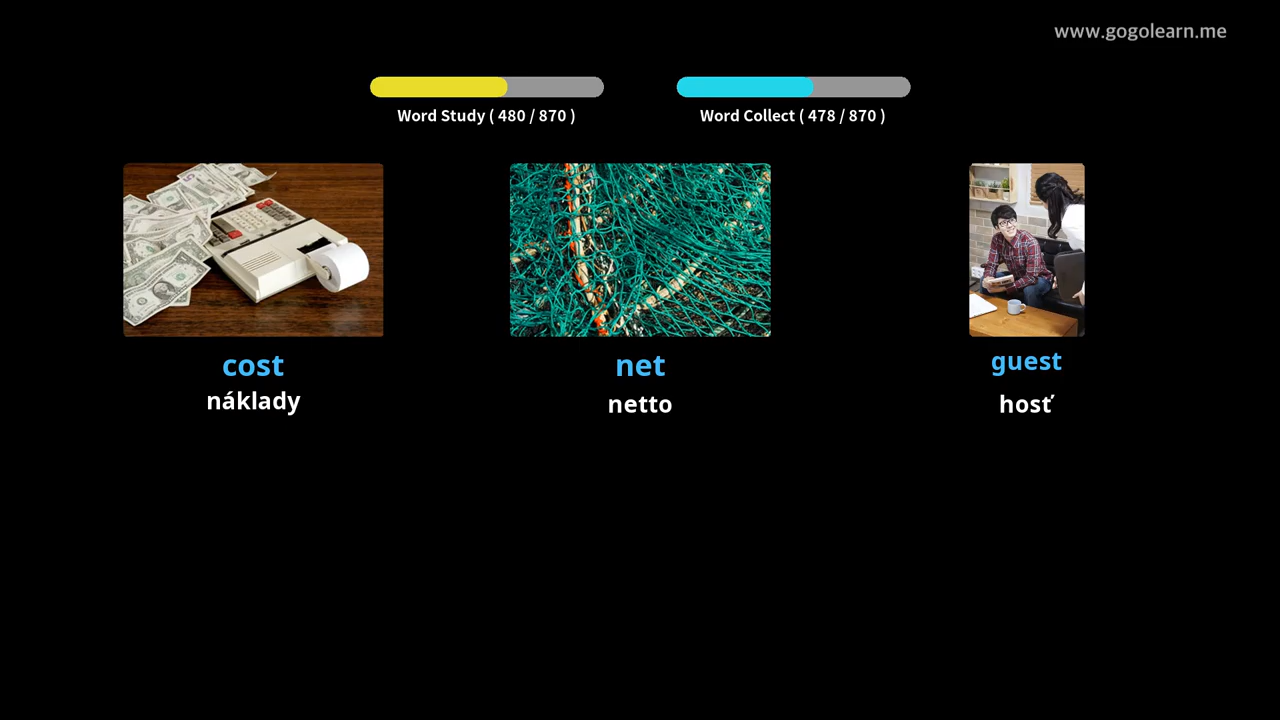 www.gogolearn.me
Word Study ( 480 / 870 )
Word Collect ( 478 / 870 )
cost
náklady
net
netto
guest
hosť